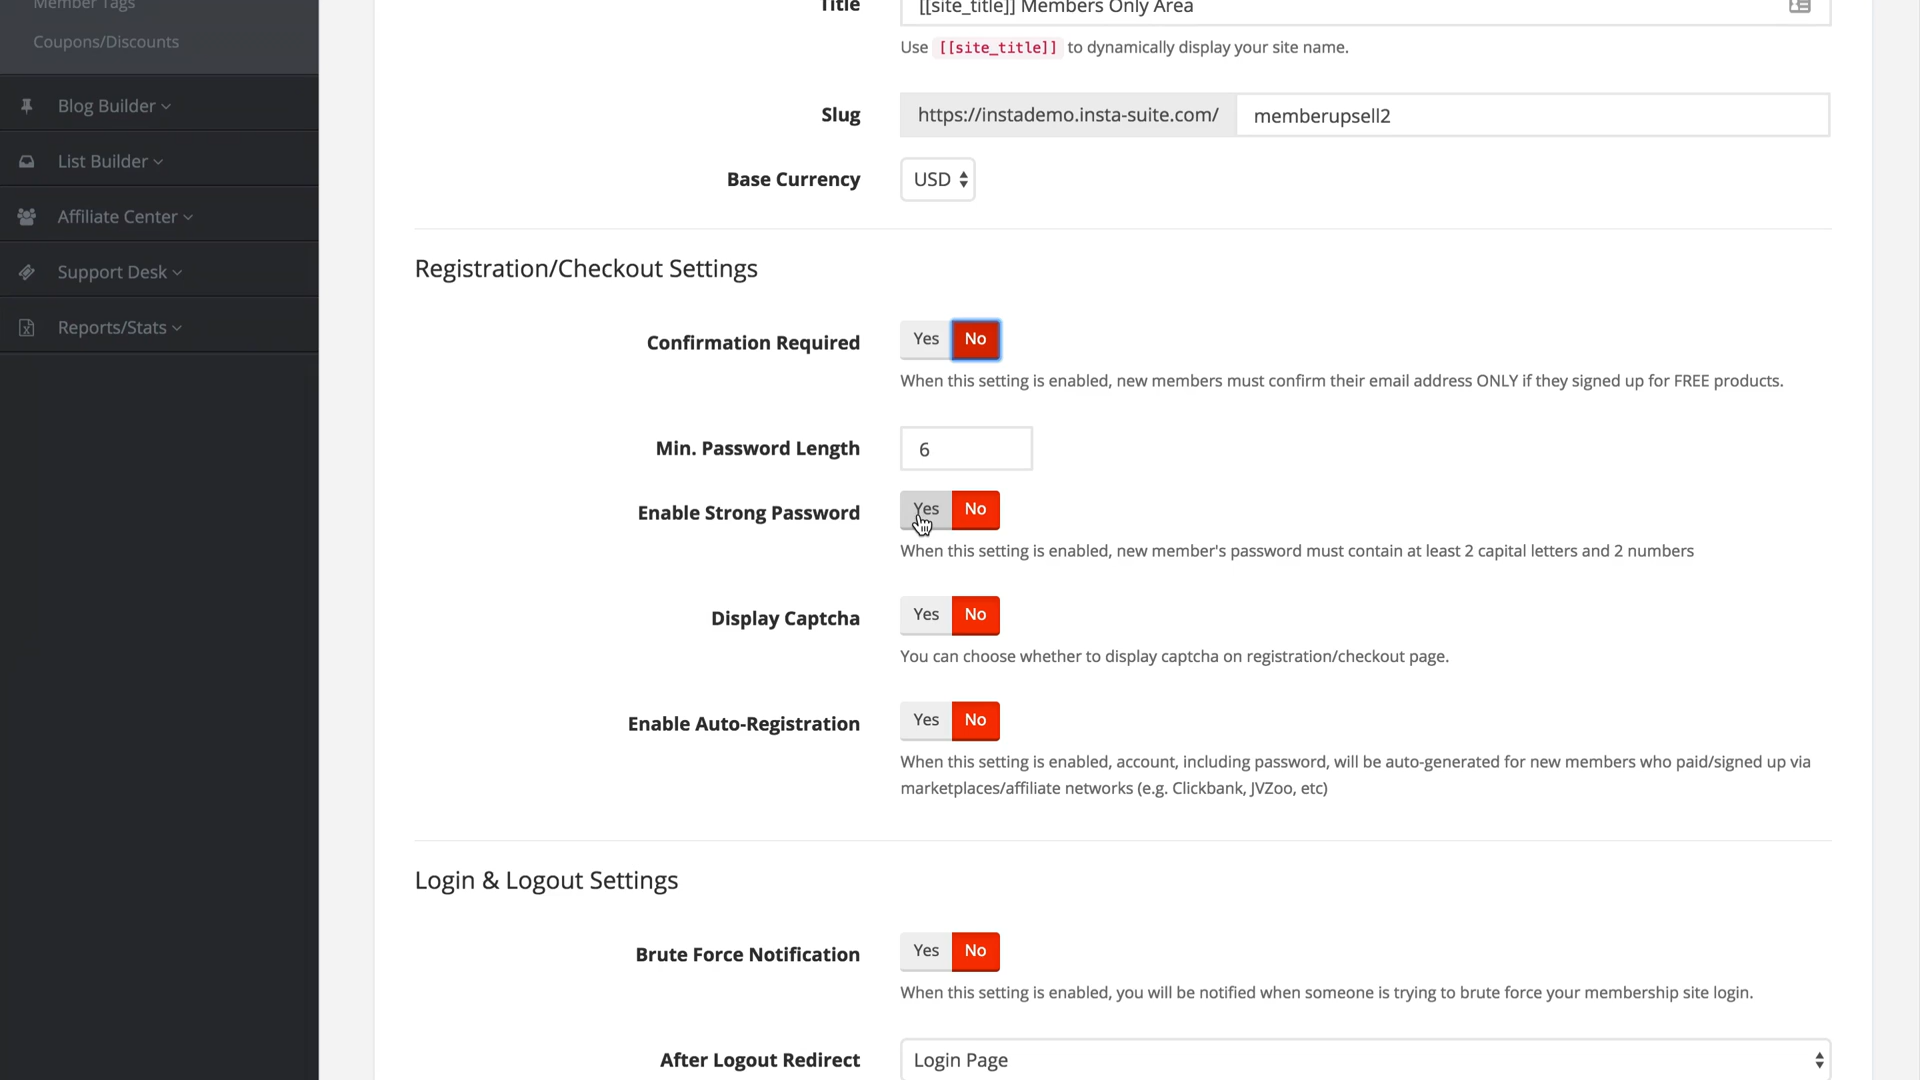 Member Tags
Coupons/Discounts
Blog Builder
List Builder
Affiliate Center
Support Desk
Reports/Stats
Title
[[site_title]] Members Only Area
Use [[site_title]] to dynamically display your site name.
Slug
https://instademo.insta-suite.com/ memberupsell2
Base Currency
USD
Registration/Checkout Settings
Confirmation Required
Yes No
When this setting is enabled, new members must confirm their email address ONLY if they signed up for FREE products.
Min. Password Length
6
Enable Strong Password
Yes No
When this setting is enabled, new member's password must contain at least 2 capital letters and 2 numbers
Display Captcha
Yes No
You can choose whether to display captcha on registration/checkout page.
Enable Auto-Registration
Yes No
When this setting is enabled, account, including password, will be auto-generated for new members who paid/signed up via
marketplaces/affiliate networks (e.g. Clickbank, JVZoo, etc)
Login & Logout Settings
Brute Force Notification
Yes No
When this setting is enabled, you will be notified when someone is trying to brute force your membership site login.
After Logout Redirect
Login Page